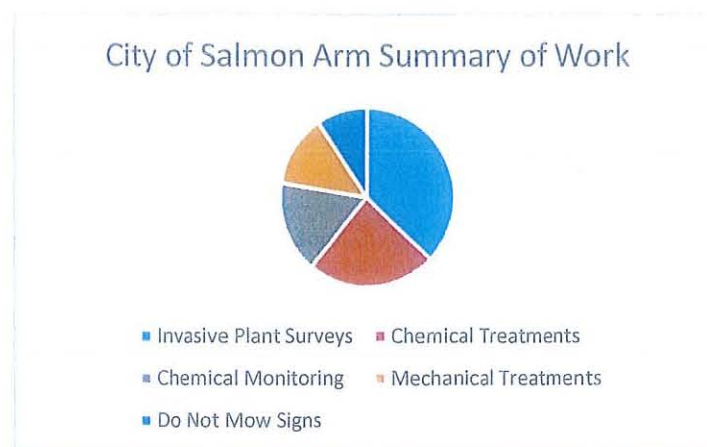 City of Salmon Arm Summary of Work
Invasive Plant Surveys Chemical Treatments
Chemical Monitoring Mechanical Treatments
Do Not Mow Signs